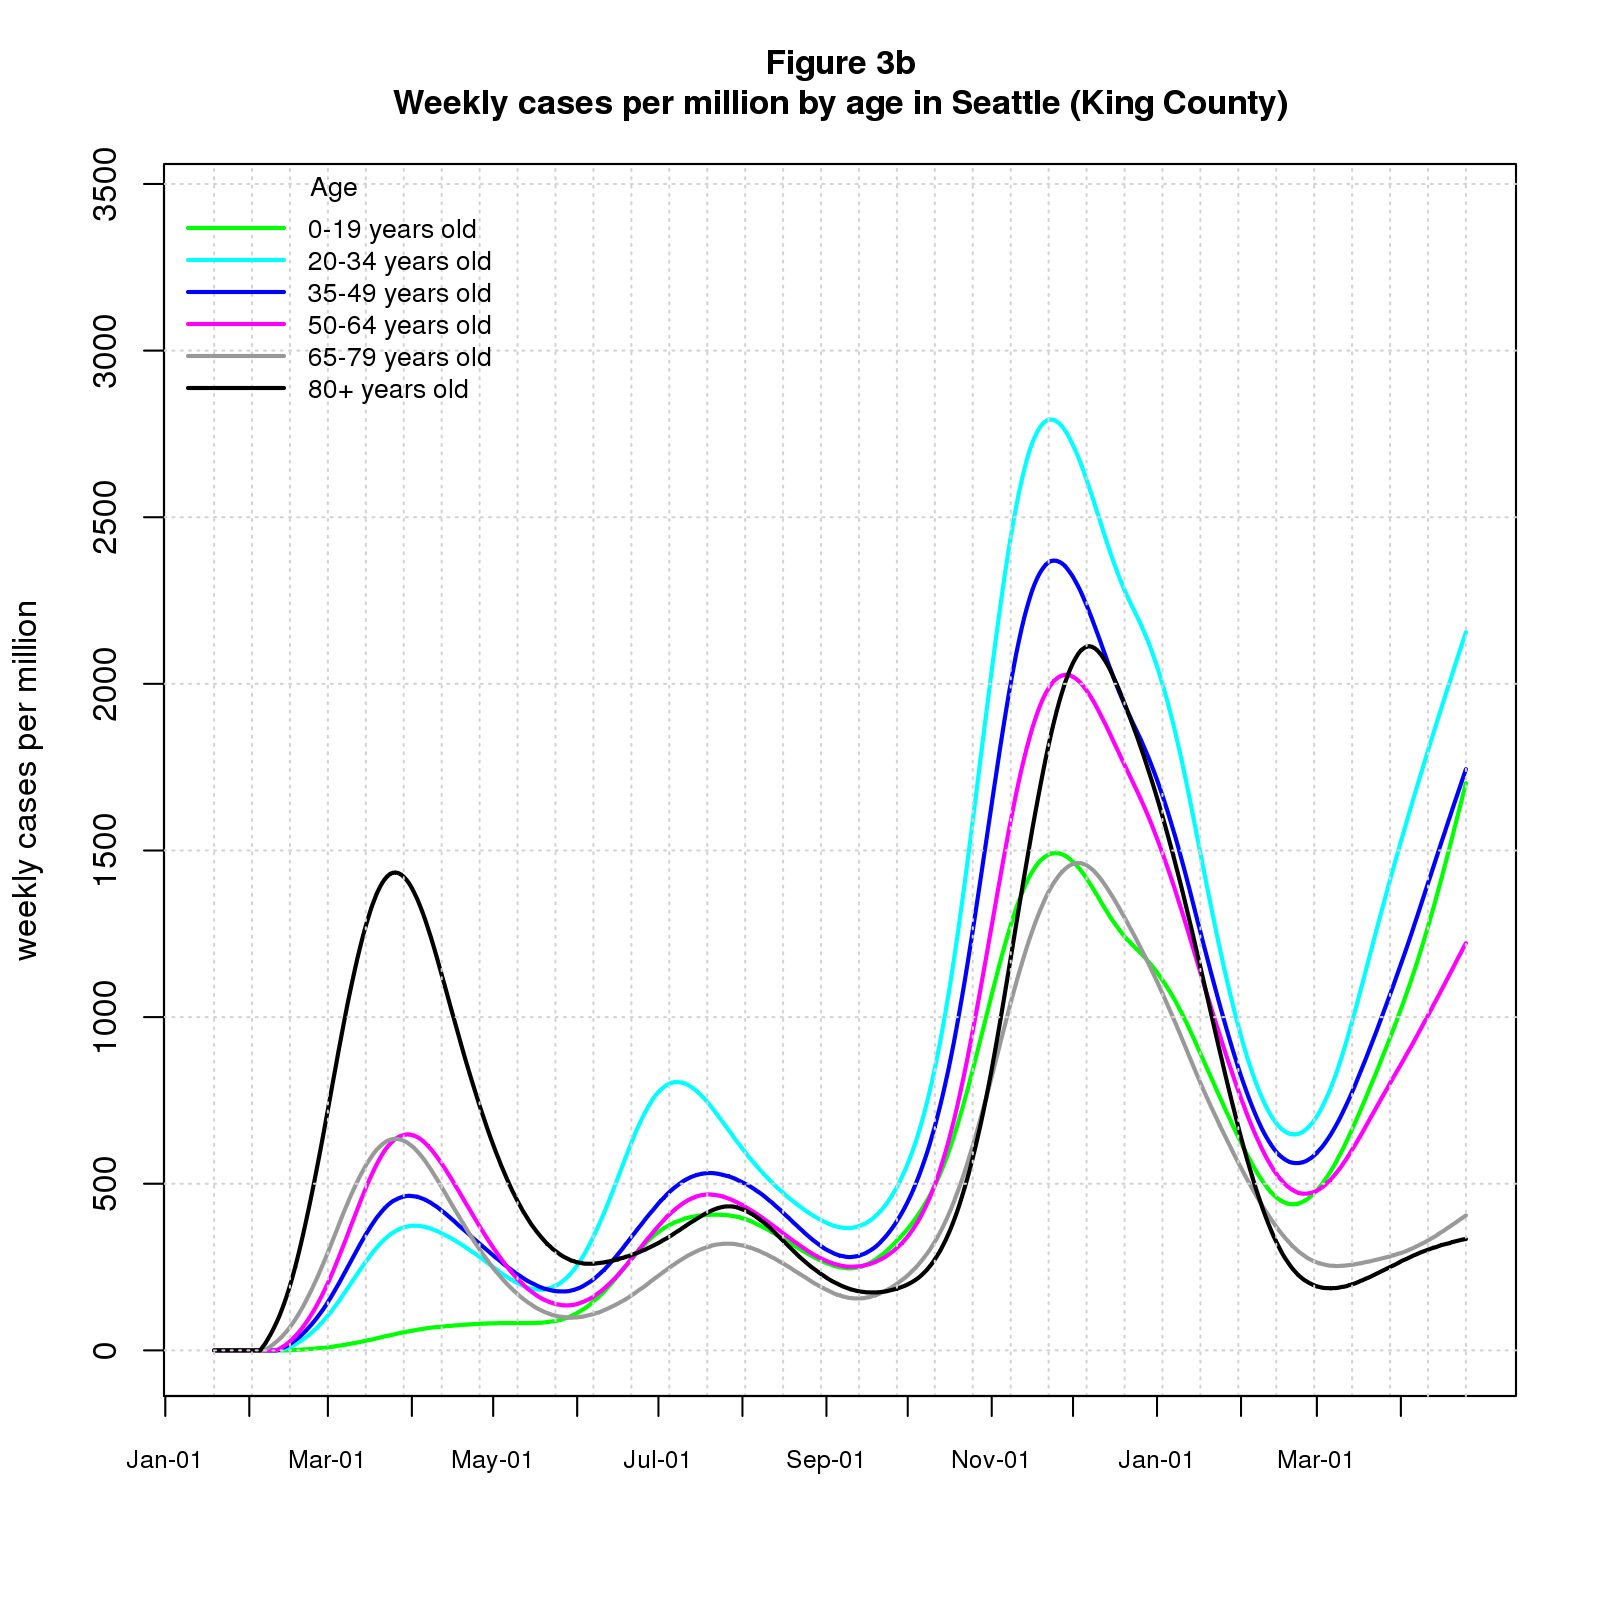 Figure 3b
Weekly cases per million by age in Seattle (King County)
Age
0-19 years old
20-34 years old
35-49 years old
50-64 years old
65-79 years old
80+ years old
weekly cases per million
3500
3000
2500
2000
1500
1000
500
0
Jan-01 Mar-01 May-01 Jul-01 Sep-01 Nov-01 Jan-01 Mar-01